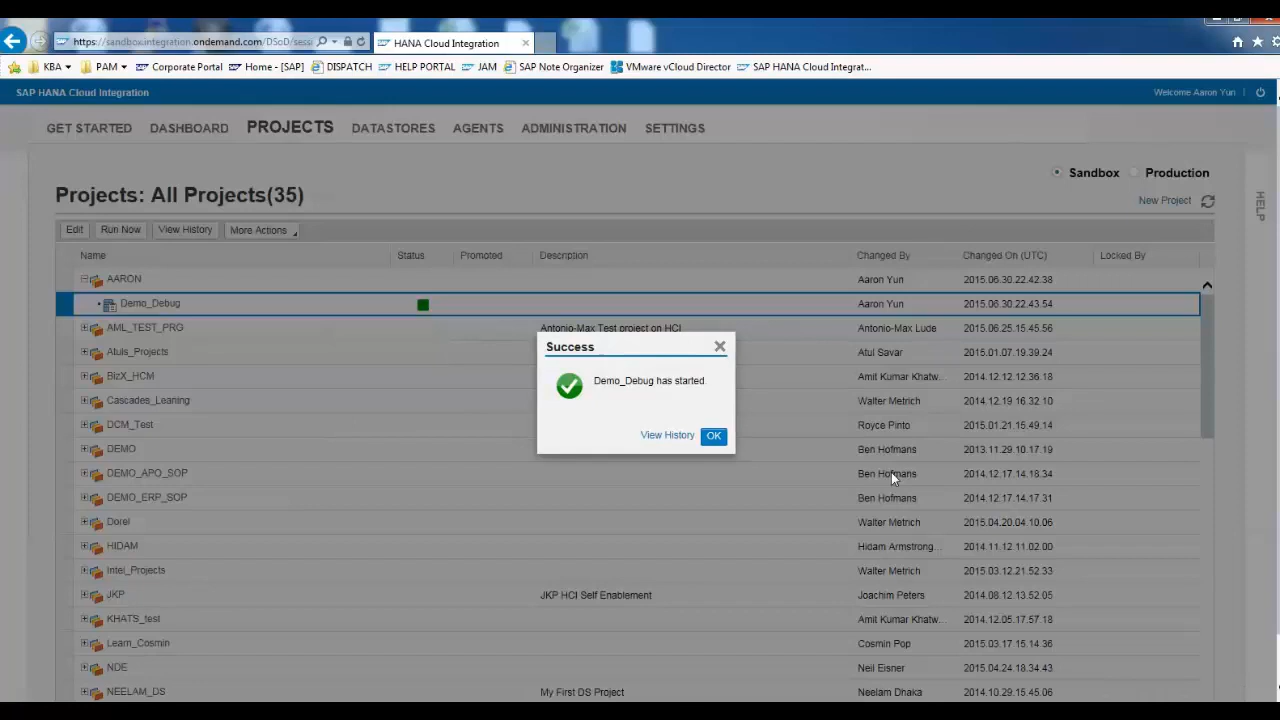 https://sandbox.integration.ondemand.com/DSoD/sessi
HANA Cloud Integration
KBA
PAM
Corporate Portal
Home - [SAP]
DISPATCH
HELP PORTAL
JAM
SAP Note Organizer
VMware vCloud Director
SAP HANA Cloud Integrat...
SAP HANA Cloud Integration
Welcome Aaron Yun
GET STARTED DASHBOARD PROJECTS DATASTORES AGENTS ADMINISTRATION SETTINGS
Sandbox Production
HELP
Projects: All Projects(35)
New Project
Edit Run Now View History More Actions
Name Status Promoted Description Changed By Changed On (UTC) Locked By
AARON Aaron Yun 2015.06.30.22.42.38
Demo_Debug Aaron Yun 2015.06.30.22.43.54
AML_TEST_PRG Antonio-Max Test project on HCI Antonio-Max Lude 2015.06.25.15.45.56
Atuls_Projects Atul Savar 2015.01.07.19.39.24
BizX_HCM Amit Kumar Khatw... 2014.12.12.12.36.18
Cascades_Leaning Walter Metrich 2014.12.19.16.32.10
DCM_Test Royce Pinto 2015.01.21.15.49.14
DEMO Ben Hofmans 2013.11.29.10.17.19
DEMO_APO_SOP Ben Hofmans 2014.12.17.14.18.34
DEMO_ERP_SOP Ben Hofmans 2014.12.17.14.17.31
Dorel Walter Metrich 2015.04.20.04.10.06
HIDAM Hidam Armstrong... 2014.11.12.11.02.00
Intel_Projects Walter Metrich 2015.03.12.21.52.33
JKP JKP HCI Self Enablement Joachim Peters 2014.08.12.13.52.05
KHATS_test Amit Kumar Khatw... 2014.12.05.17.57.18
Learn_Cosmin Cosmin Pop 2015.03.17.15.14.36
NDE Neil Eisner 2015.04.24.18.34.43
NEELAM_DS My First DS Project Neelam Dhaka 2014.10.29.15.45.06
Success
Demo_Debug has started.
View History OK